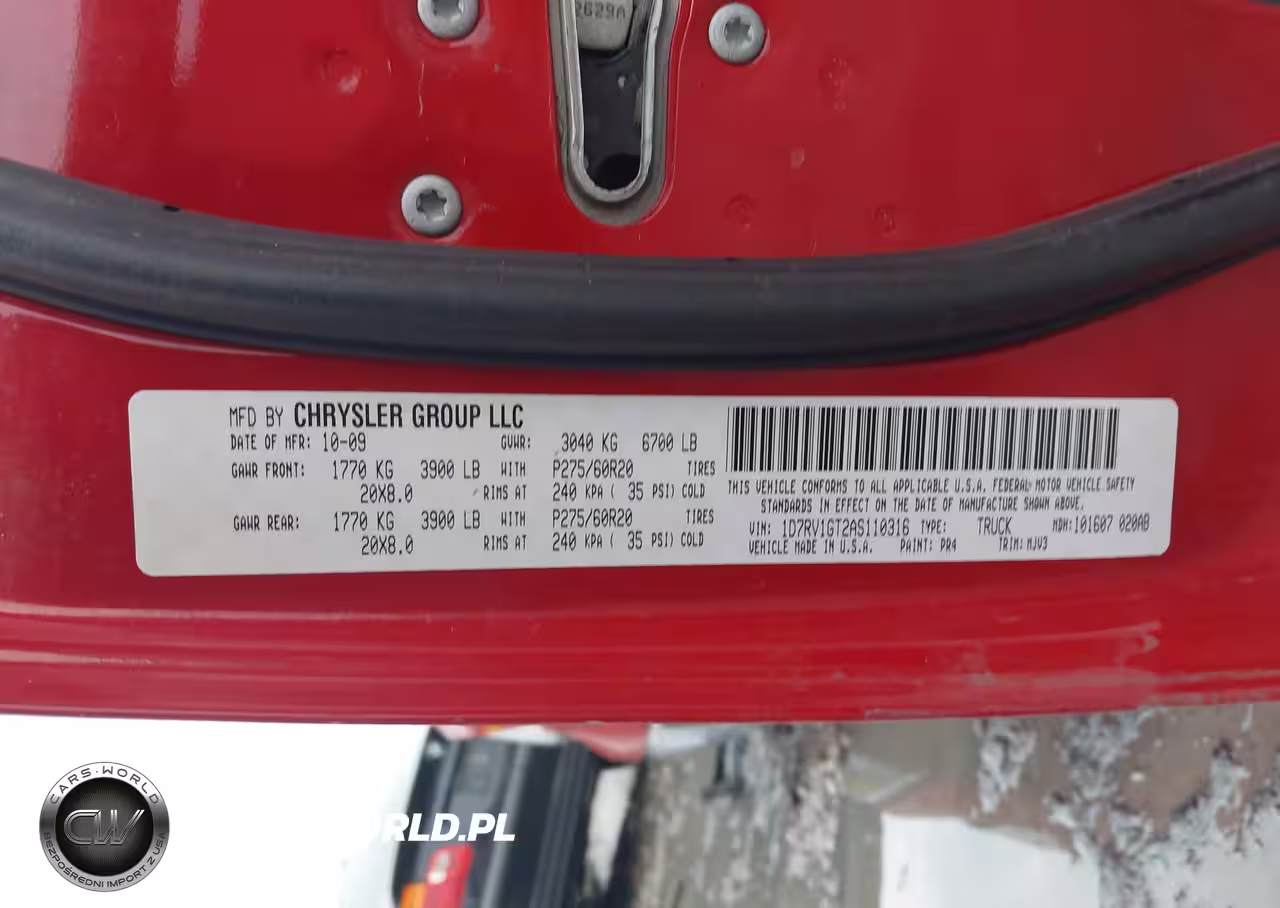 2629A
MFD BY CHRYSLER GROUP LLC
DATE OF MFR: 10-09 GVWR: 3040 KG 6700 LB
GAWR FRONT: 1770 KG 3900 LB WITH P275/60R20 TIRES
20X8.0 RIMS AT 240 KPA ( 35 PSI) COLD
GAWR REAR: 1770 KG 3900 LB WITH P275/60R20 TIRES
20X8.0 RIMS AT 240 KPA ( 35 PSI) COLD
THIS VEHICLE CONFORMS TO ALL APPLICABLE U.S.A. FEDERAL MOTOR VEHICLE SAFETY
STANDARDS IN EFFECT ON THE DATE OF MANUFACTURE SHOWN ABOVE.
VIN: 1D7RV1GT2AS110316 TYPE: TRUCK MDH:101607 020AB
VEHICLE MADE IN U.S.A. PAINT: PR4 TRIM: MJV3
CARS-WORLD
CW
BEZPOŚREDNI IMPORT Z USA
ORLD.PL